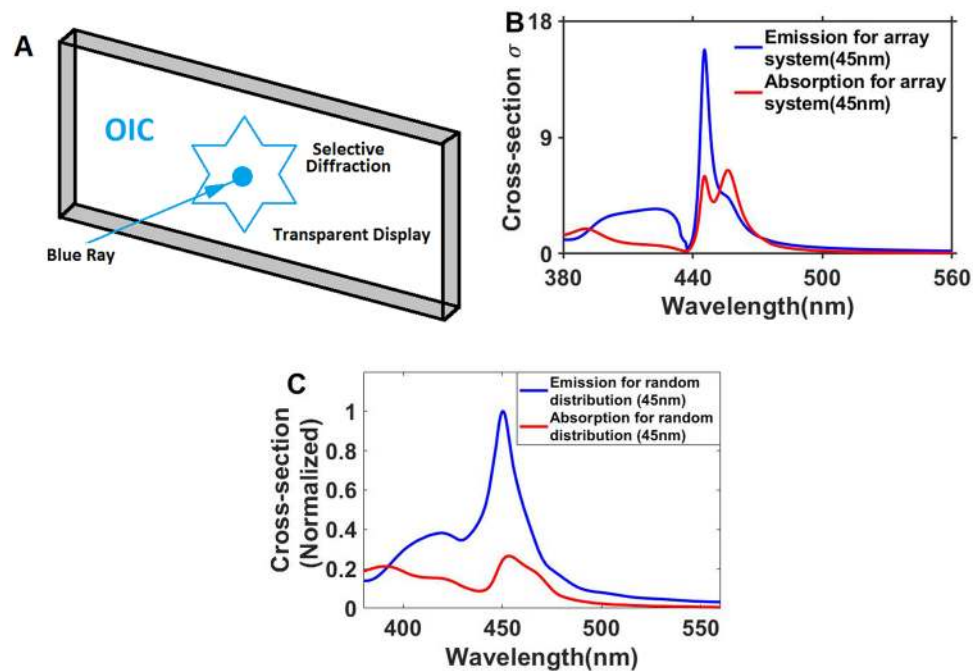 A
OIC
Selective
Diffraction
Transparent Display
Blue Ray
B
18
9
0
Cross-section σ
Emission for array
system(45nm)
Absorption for array
system(45nm)
380
440
500
560
Wavelength(nm)
C
1
0.8
0.6
0.4
0.2
0
Cross-section
(Normalized)
Emission for random
distribution (45nm)
Absorption for random
distribution (45nm)
400
450
500
550
Wavelength(nm)